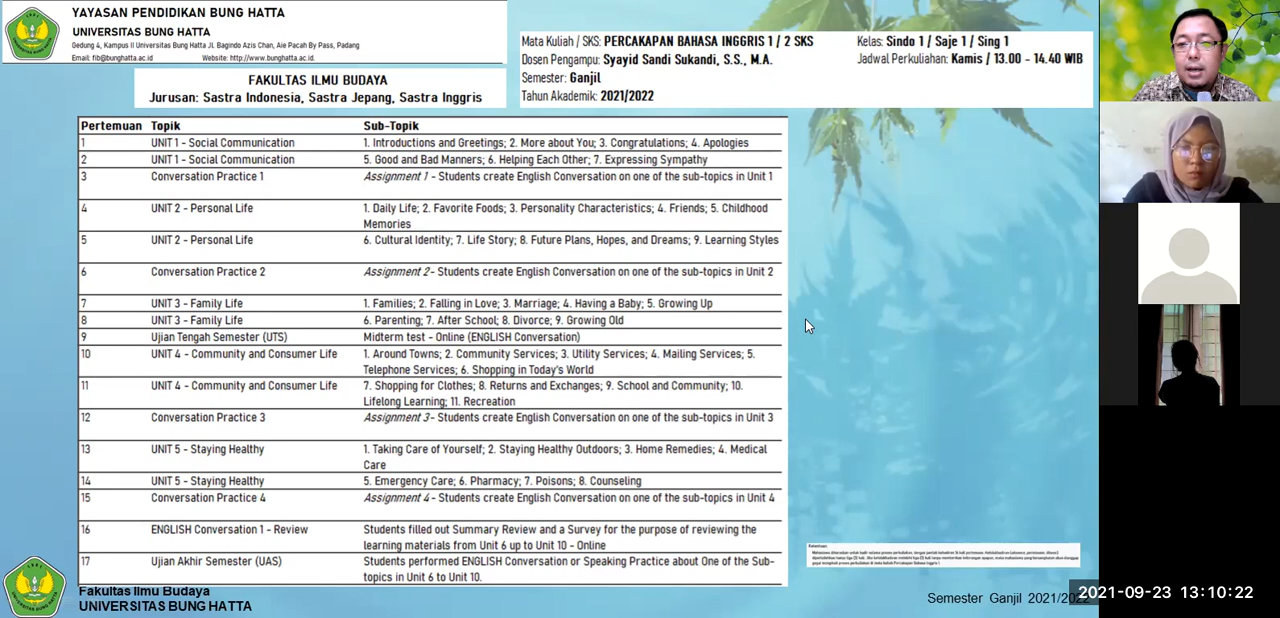 YAYASAN PENDIDIKAN BUNG HATTA
UNIVERSITAS BUNG HATTA
Gedung 4, Kampus II Universitas Bung Hatta JL Bagindo Azis Chan, Aie Pacah By Pass, Padang
Email: fib@bunghatta.ac.id Website: http://www.bunghatta.ac.id
FAKULTAS ILMU BUDAYA
Jurusan: Sastra Indonesia, Sastra Jepang, Sastra Inggris
Mata Kuliah / SKS: PERCAKAPAN BAHASA INGGRIS 1 / 2 SKS
Dosen Pengampu: Syayid Sandi Sukandi, S.S., M.A.
Semester: Ganjil
Tahun Akademik: 2021/2022
Kelas: Sindo 1 / Saje 1 / Sing 1
Jadwal Perkuliahan: Kamis / 13.00 - 14.40 WIB
Pertemuan Topik Sub-Topik
1 UNIT 1 - Social Communication 1. Introductions and Greetings; 2. More about You; 3. Congratulations; 4. Apologies
2 UNIT 1 - Social Communication 5. Good and Bad Manners; 6. Helping Each Other; 7. Expressing Sympathy
3 Conversation Practice 1 Assignment 1 - Students create English Conversation on one of the sub-topics in Unit 1
4 UNIT 2 - Personal Life 1. Daily Life; 2. Favorite Foods; 3. Personality Characteristics; 4. Friends; 5. Childhood
Memories
5 UNIT 2 - Personal Life 6. Cultural Identity; 7. Life Story; 8. Future Plans, Hopes, and Dreams; 9. Learning Styles
6 Conversation Practice 2 Assignment 2 - Students create English Conversation on one of the sub-topics in Unit 2
7 UNIT 3 - Family Life 1. Families; 2. Falling in Love; 3. Marriage; 4. Having a Baby; 5. Growing Up
8 UNIT 3 - Family Life 6. Parenting; 7. After School; 8. Divorce; 9. Growing Old
9 Ujian Tengah Semester (UTS) Midterm test - Online (ENGLISH Conversation)
10 UNIT 4 - Community and Consumer Life 1. Around Towns; 2. Community Services; 3. Utility Services; 4. Mailing Services; 5.
Telephone Services; 6. Shopping in Today's World
11 UNIT 4 - Community and Consumer Life 7. Shopping for Clothes; 8. Returns and Exchanges; 9. School and Community; 10.
Lifelong Learning; 11. Recreation
12 Conversation Practice 3 Assignment 3 - Students create English Conversation on one of the sub-topics in Unit 3
13 UNIT 5 - Staying Healthy 1. Taking Care of Yourself; 2. Staying Healthy Outdoors; 3. Home Remedies; 4. Medical
Care
14 UNIT 5 - Staying Healthy 5. Emergency Care; 6. Pharmacy; 7. Poisons; 8. Counseling
15 Conversation Practice 4 Assignment 4 - Students create English Conversation on one of the sub-topics in Unit 4
16 ENGLISH Conversation 1 - Review Students filled out Summary Review and a Survey for the purpose of reviewing the
learning materials from Unit 6 up to Unit 10 - Online
17 Ujian Akhir Semester (UAS) Students performed ENGLISH Conversation or Speaking Practice about One of the Sub-
topics in Unit 6 to Unit 10.
Fakultas Ilmu Budaya
UNIVERSITAS BUNG HATTA
Semester Ganjil 2021/2022
2021-09-23 13:10:22